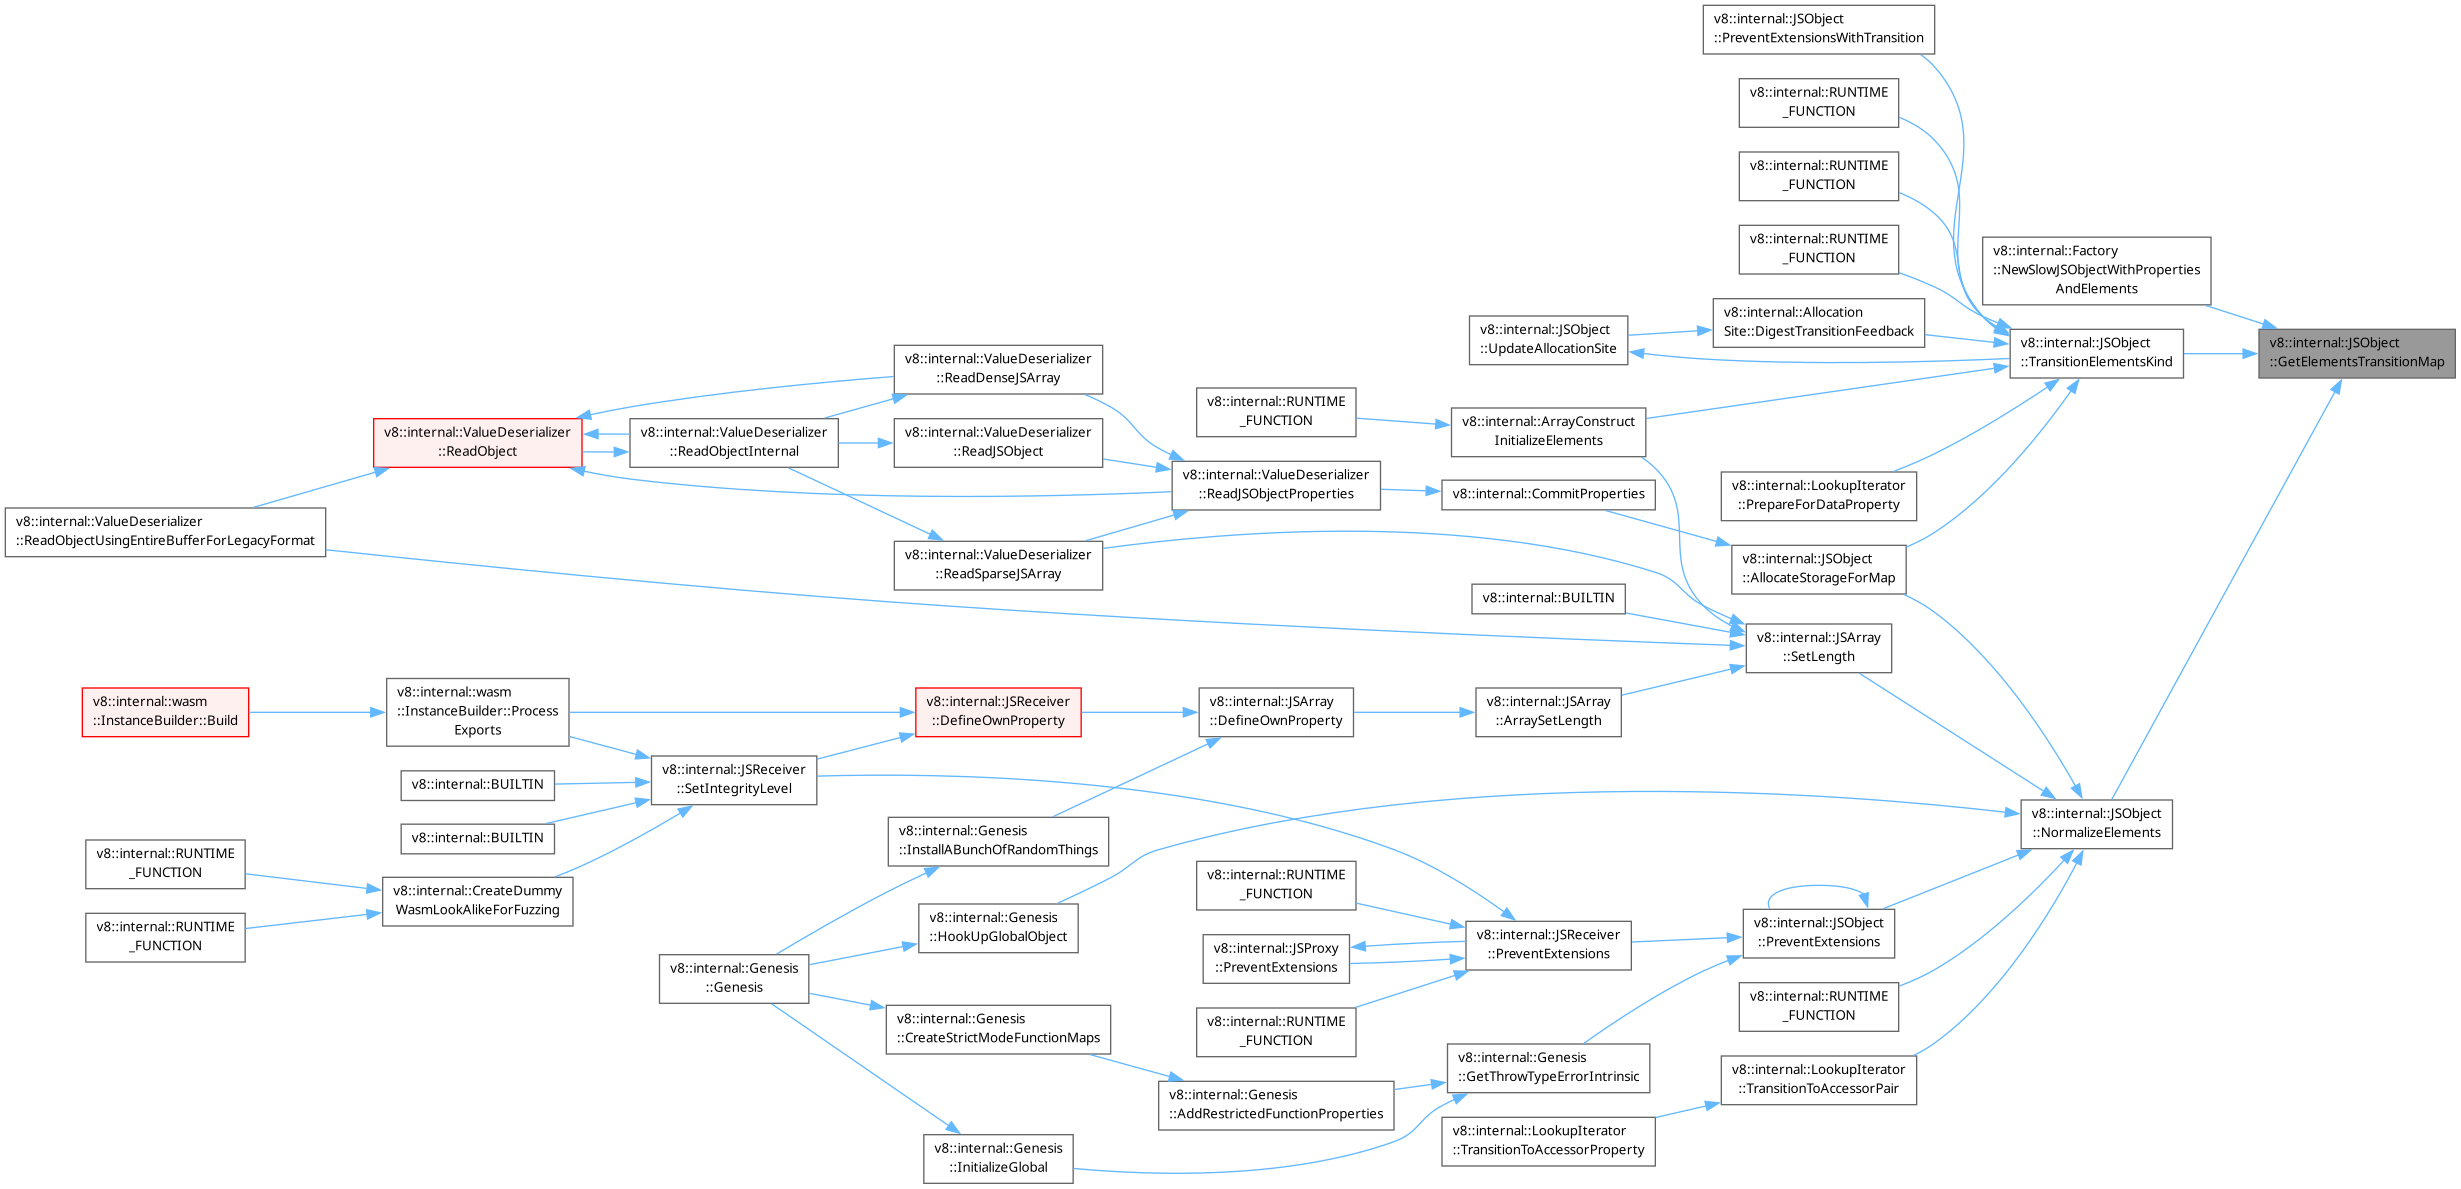 v8::internal::JSObject
::PreventExtensionsWithTransition
v8::internal::RUNTIME
_FUNCTION
v8::internal::RUNTIME
_FUNCTION
v8::internal::RUNTIME
_FUNCTION
v8::internal::Factory
::NewSlowJSObjectWithProperties
AndElements
v8::internal::Allocation
Site::DigestTransitionFeedback
v8::internal::JSObject
::UpdateAllocationSite
v8::internal::JSObject
::TransitionElementsKind
v8::internal::JSObject
::GetElementsTransitionMap
v8::internal::ValueDeserializer
::ReadDenseJSArray
v8::internal::RUNTIME
_FUNCTION
v8::internal::ArrayConstruct
InitializeElements
v8::internal::ValueDeserializer
::ReadObject
v8::internal::ValueDeserializer
::ReadObjectInternal
v8::internal::ValueDeserializer
::ReadJSObject
v8::internal::ValueDeserializer
::ReadJSObjectProperties
v8::internal::CommitProperties
v8::internal::LookupIterator
::PrepareForDataProperty
v8::internal::ValueDeserializer
::ReadObjectUsingEntireBufferForLegacyFormat
v8::internal::ValueDeserializer
::ReadSparseJSArray
v8::internal::JSObject
::AllocateStorageForMap
v8::internal::BUILTIN
v8::internal::JSArray
::SetLength
v8::internal::wasm
::InstanceBuilder::Build
v8::internal::wasm
::InstanceBuilder::Process
Exports
v8::internal::JSReceiver
::DefineOwnProperty
v8::internal::JSArray
::DefineOwnProperty
v8::internal::JSArray
::ArraySetLength
v8::internal::BUILTIN
v8::internal::JSReceiver
::SetIntegrityLevel
v8::internal::BUILTIN
v8::internal::Genesis
::InstallABunchOfRandomThings
v8::internal::JSObject
::NormalizeElements
v8::internal::RUNTIME
_FUNCTION
v8::internal::CreateDummy
WasmLookAlikeForFuzzing
v8::internal::RUNTIME
_FUNCTION
v8::internal::Genesis
::HookUpGlobalObject
v8::internal::RUNTIME
_FUNCTION
v8::internal::JSProxy
::PreventExtensions
v8::internal::JSReceiver
::PreventExtensions
v8::internal::JSObject
::PreventExtensions
v8::internal::Genesis
::Genesis
v8::internal::RUNTIME
_FUNCTION
v8::internal::RUNTIME
_FUNCTION
v8::internal::Genesis
::CreateStrictModeFunctionMaps
v8::internal::Genesis
::GetThrowTypeErrorIntrinsic
v8::internal::LookupIterator
::TransitionToAccessorPair
v8::internal::Genesis
::AddRestrictedFunctionProperties
v8::internal::LookupIterator
::TransitionToAccessorProperty
v8::internal::Genesis
::InitializeGlobal